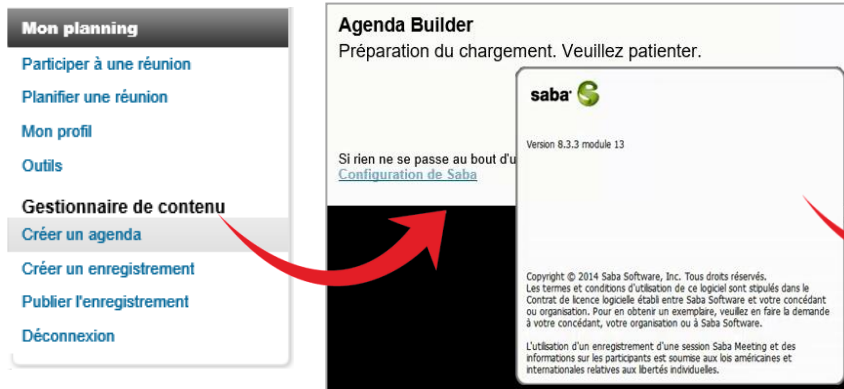 Mon planning
Participer à une réunion
Planifier une réunion
Mon profil
Outils
Gestionnaire de contenu
Créer un agenda
Créer un enregistrement
Publier l'enregistrement
Déconnexion
Agenda Builder
Préparation du chargement. Veuillez patienter.
Si rien ne se passe au bout d'u
Configuration de Saba
saba
Version 8.3.3 module 13
Copyright © 2014 Saba Software, Inc. Tous droits réservés.
Les termes et conditions d'utilisation de ce logiciel sont stipulés dans le
Contrat de licence logicielle établi entre Saba Software et votre concédant
ou organisation. Pour en obtenir un exemplaire, veuillez en faire la demande
à votre concédant, votre organisation ou à Saba Software.
L'utilisation d'un enregistrement d'une session Saba Meeting et des
informations sur les participants est soumise aux lois américaines et
internationales relatives aux libertés individuelles.